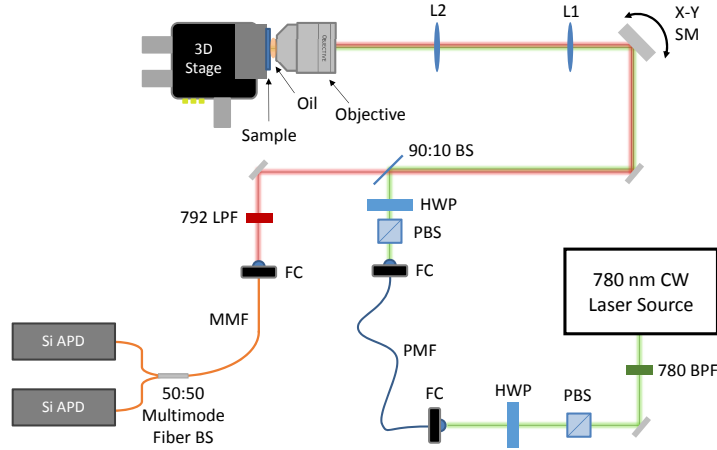 X-Y
SM
L2
L1
3D
Stage
OBJECTIVE
Oil
Objective
Sample
90:10 BS
792 LPF
HWP
PBS
FC
FC
780 nm CW
Laser Source
MMF
Si APD
PMF
780 BPF
50:50
Multimode
Fiber BS
Si APD
FC
HWP
PBS